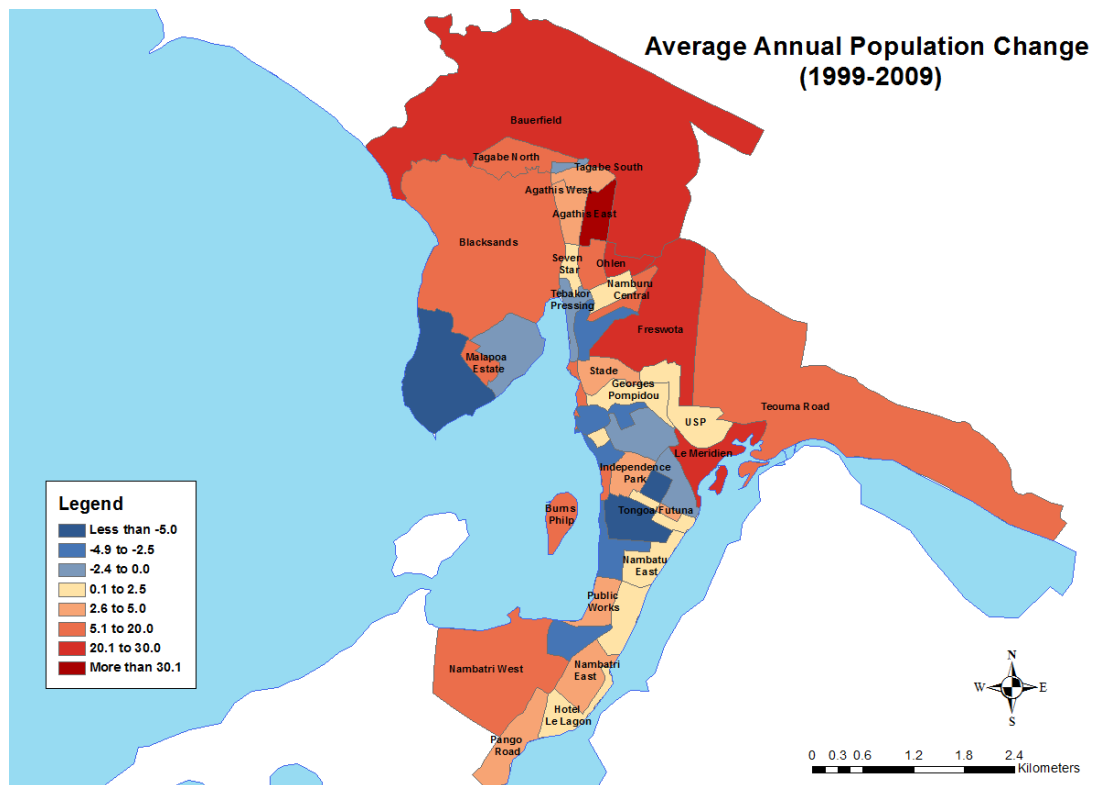 Average Annual Population Change
(1999-2009)
Bauerfield
Tagabe North
Tagabe South
Agathis West
Agathis East
Blacksands
Seven
Star
Ohlen
Namburu
Central
Tebakor
Pressing
Freswota
Malapoa
Estate
Stade
Georges
Pompidou
Teouma Road
USP
Le Meridien
Independence
Park
Burns
Philp
Tongoa/Futuna
Nambatu
East
Public
Works
Nambatri West
Nambatri
East
Hotel
Le Lagon
Pango
Road
Legend
Less than -5.0
-4.9 to -2.5
-2.4 to 0.0
0.1 to 2.5
2.6 to 5.0
5.1 to 20.0
20.1 to 30.0
More than 30.1
N
W E
S
0 0.3 0.6 1.2 1.8 2.4
Kilometers